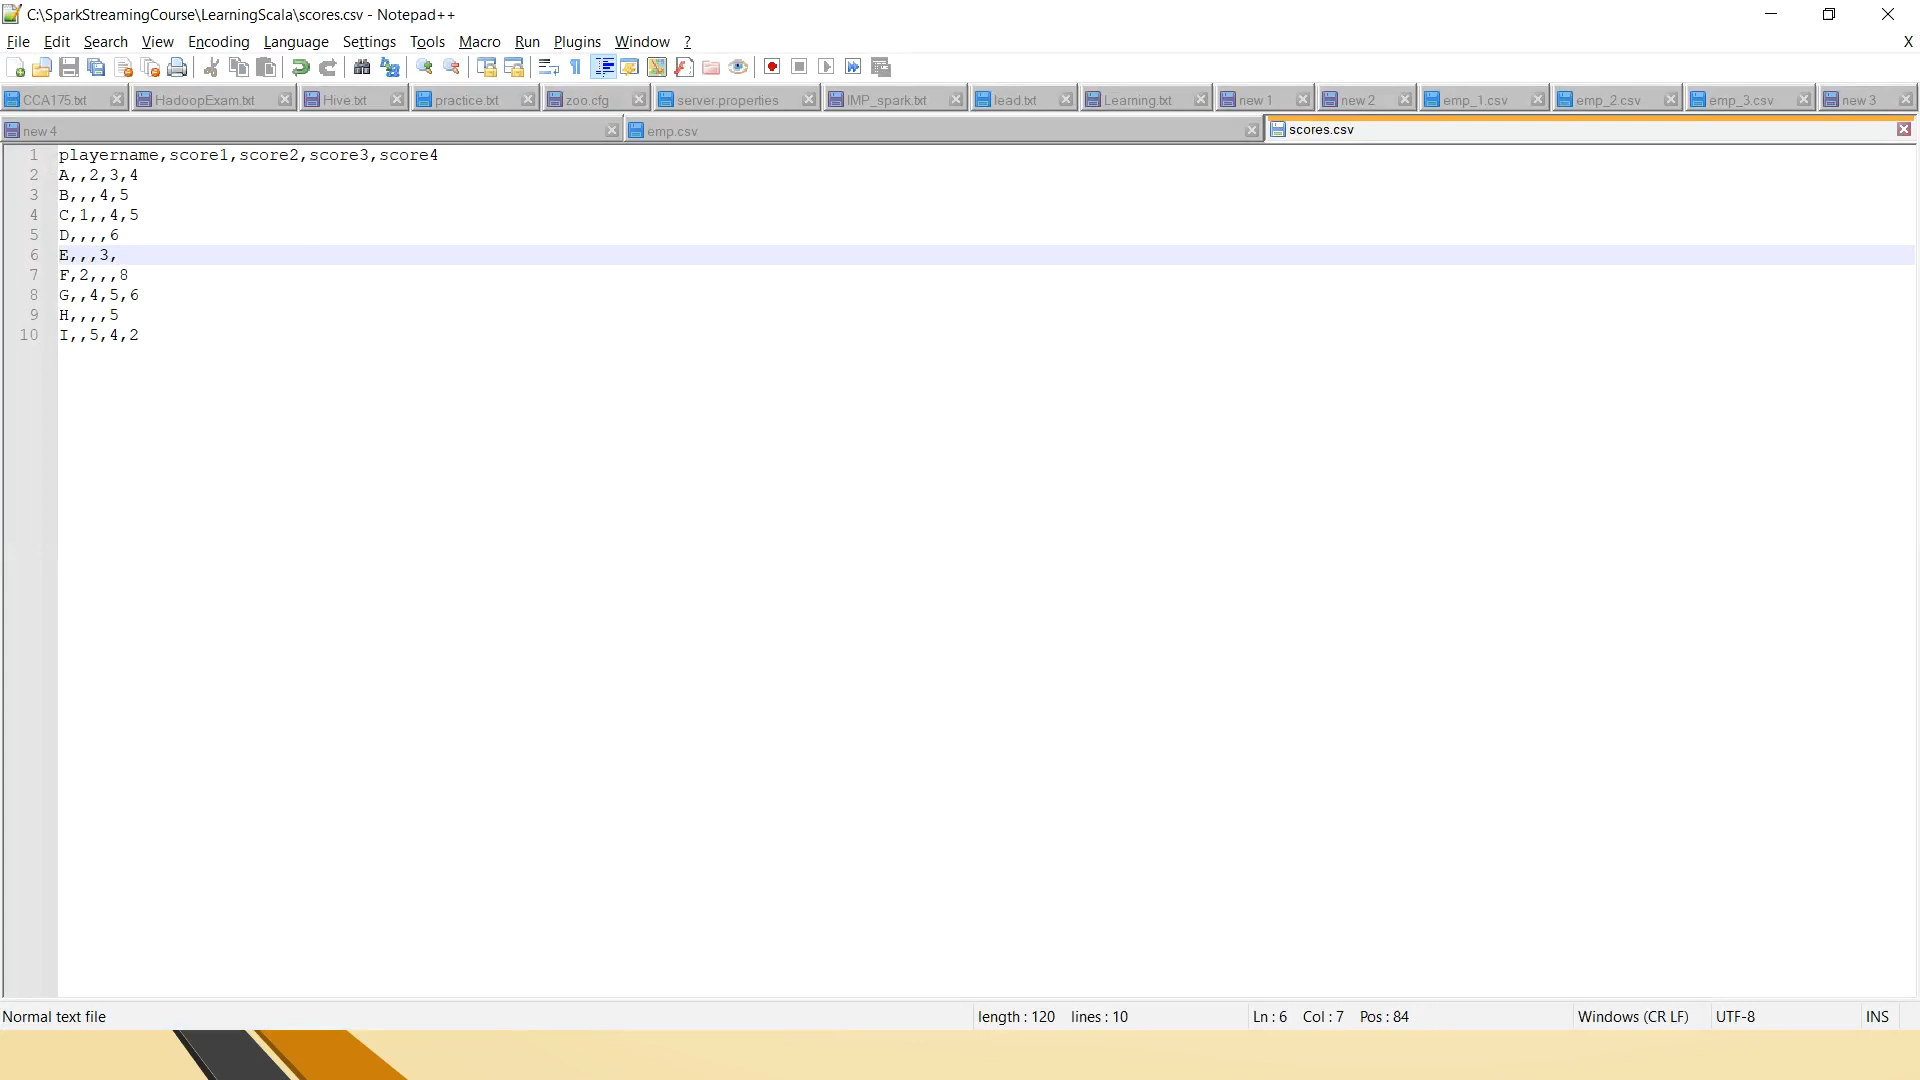 C:\SparkStreamingCourse\LearningScala\scores.csv - Notepad++
File Edit Search View Encoding Language Settings Tools Macro Run Plugins Window ? X
CCA175.txt HadoopExam.txt Hive.txt practice.txt zoo.cfg server.properties IMP_spark.txt lead.txt Learning.txt new 1 new 2 emp_1.csv emp_2.csv emp_3.csv new 3
new 4 emp.csv scores.csv
1 playername,score1,score2,score3,score4
2 A,,2,3,4
3 B,,,4,5
4 C,1,,4,5
5 D,,,,6
6 E,,,3,
7 F,2,,,8
8 G,,4,5,6
9 H,,,,5
10 I,,5,4,2
Normal text file length : 120 lines : 10 Ln : 6 Col : 7 Pos : 84 Windows (CR LF) UTF-8 INS